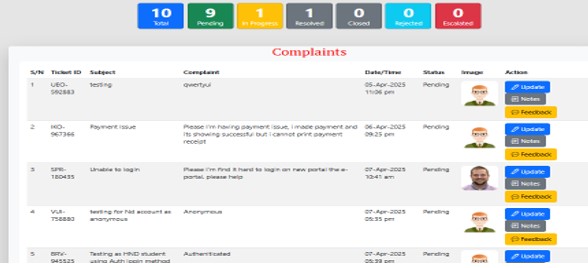 10 9 1 1 0 0 0
Total Pending In Progress Resolved Closed Rejected Escalated
Complaints
S/N Ticket ID Subject Complaint Date/Time Status Image Action
1 UEO- testing qwertyui 05-Apr-2025 Pending Update
592883 11:06 pm Notes
Feedback
2 IKO- Payment Issue Please I'm having payment issue, i made payment and 06-Apr-2025 Pending Update
967366 its showing successful but i cannot print payment 09:25 pm Notes
receipt Feedback
3 SPR- Unable to login Please i'm find it hard to login on new portal the e- 07-Apr-2025 Pending Update
180435 portal, please help 10:41 am Notes
Feedback
4 VUI- testing for Nd account as Anonymous 07-Apr-2025 Pending Update
758880 anonymous 05:35 pm Notes
Feedback
5 BRV- Testing as HND student Authenticated 07-Apr-2025 Pending Update
945525 using Auth login method 05:39 pm